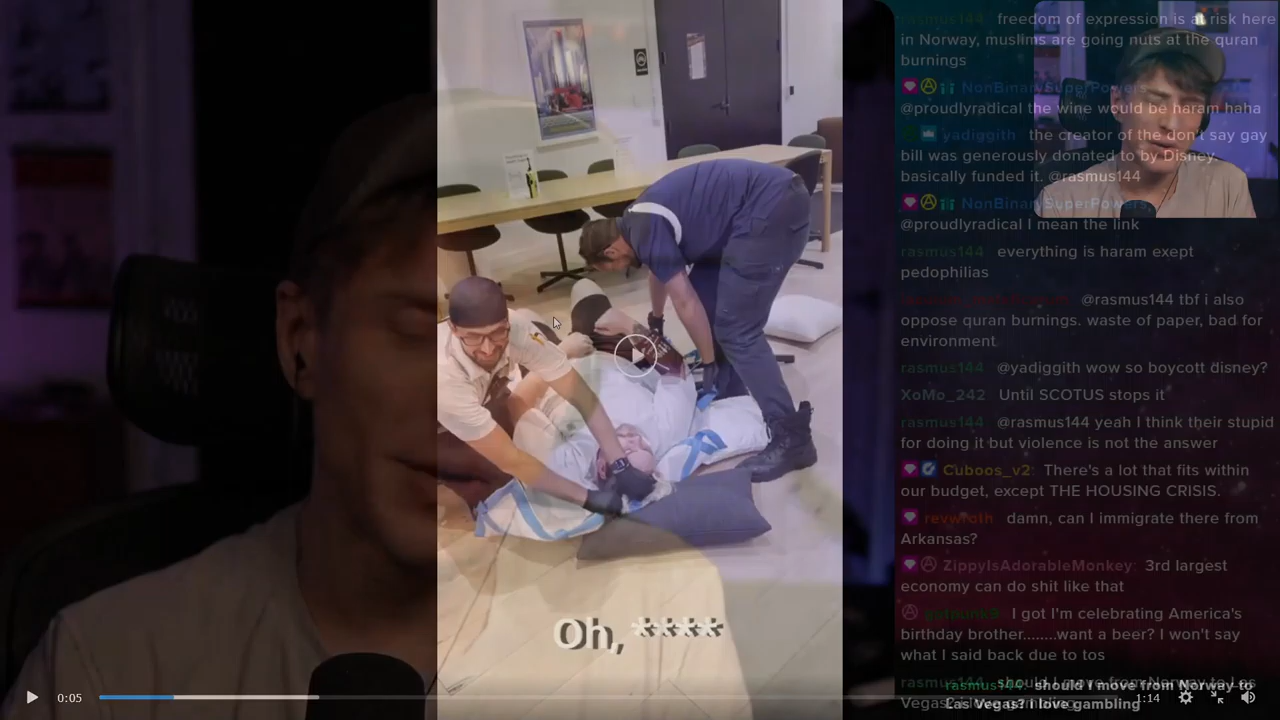 rasmus144 freedom of expression is at risk here
in Norway, muslims are going nuts at the quran
burnings
NonBinarySuperPowers
@proudlyradical the wine would be haram haha
yadiggith the creator of the don't say gay
bill was generously donated to by Disney.
basically funded it. @rasmus144
NonBinarySuperPowers
@proudlyradical I mean the link
rasmus144 everything is haram exept
pedophilias
@rasmus144 tbf i also
oppose quran burnings. waste of paper, bad for
environment
rasmus144 @yadiggith wow so boycott disney?
XoMo_242 Until SCOTUS stops it
rasmus144 @rasmus144 yeah I think their stupid
for doing it but violence is not the answer
Cuboos_v2: There's a lot that fits within
our budget, except THE HOUSING CRISIS.
revwroth damn, can I immigrate there from
Arkansas?
ZippyIsAdorableMonkey: 3rd largest
economy can do shit like that
I got I'm celebrating America's
birthday brother........want a beer? I won't say
what I said back due to tos
rasmus144: should I move from Norway to
Las Vegas? i love gambling
Oh, ****
0:05
1:14